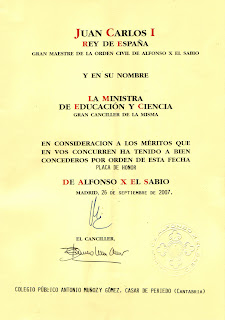 JUAN CARLOS I
REY DE ESPAÑA
GRAN MAESTRE DE LA ORDEN CIVIL DE ALFONSO X EL SABIO
Y EN SU NOMBRE
LA MINISTRA
DE EDUCACIÓN Y CIENCIA
GRAN CANCILLER DE LA MISMA
EN CONSIDERACION A LOS MÉRITOS QUE
EN VOS CONCURREN HA TENIDO A BIEN
CONCEDEROS POR ORDEN DE ESTA FECHA
PLACA DE HONOR
DE ALFONSO X EL SABIO
MADRID, 26 DE SEPTIEMBRE DE 2007,
EL CANCILLER,
COLEGIO PÚBLICO ANTONIO MUÑOZ Y GÓMEZ. CASAR DE PERIEDO (CANTABRIA)